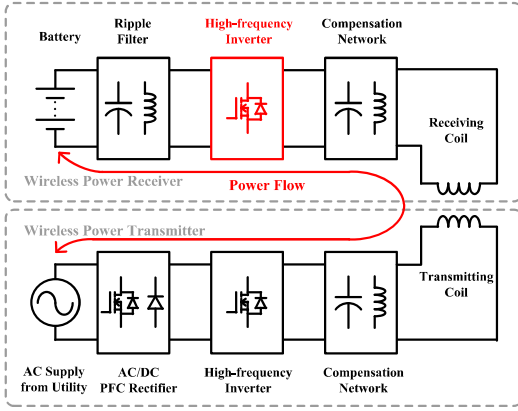 Battery
Ripple
Filter
High-frequency
Inverter
Compensation
Network
Receiving
Coil
Wireless Power Receiver
Power Flow
Wireless Power Transmitter
Transmitting
Coil
AC Supply
from Utility
AC/DC
PFC Rectifier
High-frequency
Inverter
Compensation
Network